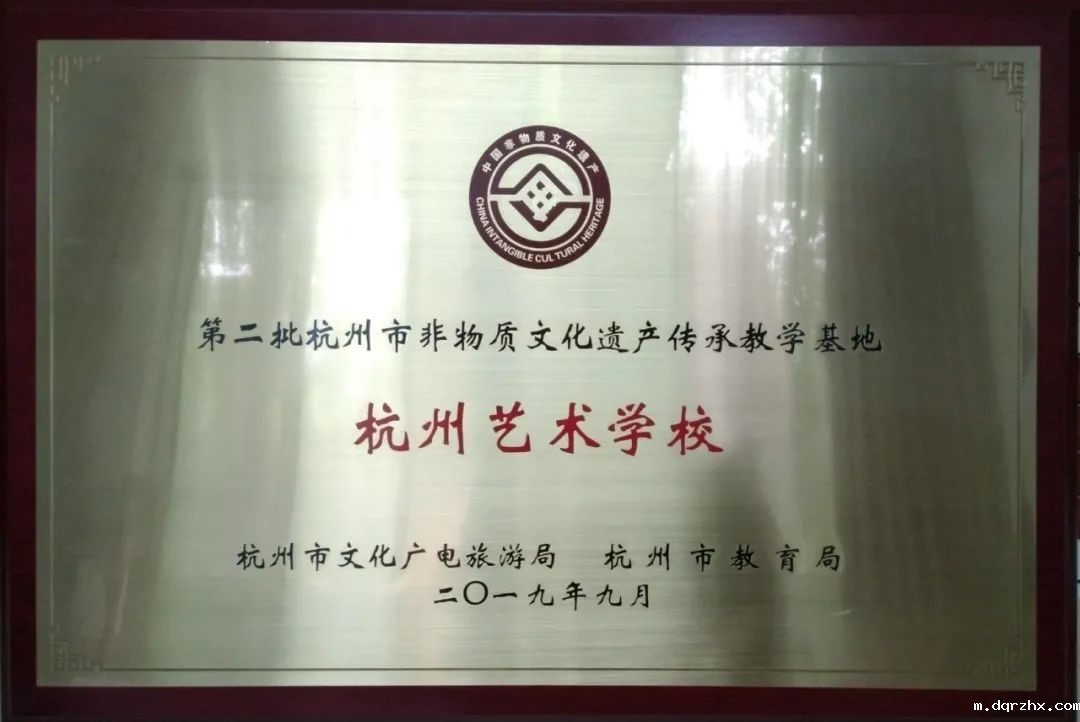 中国非物质文化遗产
CHINA INTANGIBLE CULTURAL HERITAGE
第二批杭州市非物质文化遗产传承教学基地
杭州艺术学校
杭州市文化广电旅游局 杭州市教育局
二〇一九年九月
m.dqrzhx.com